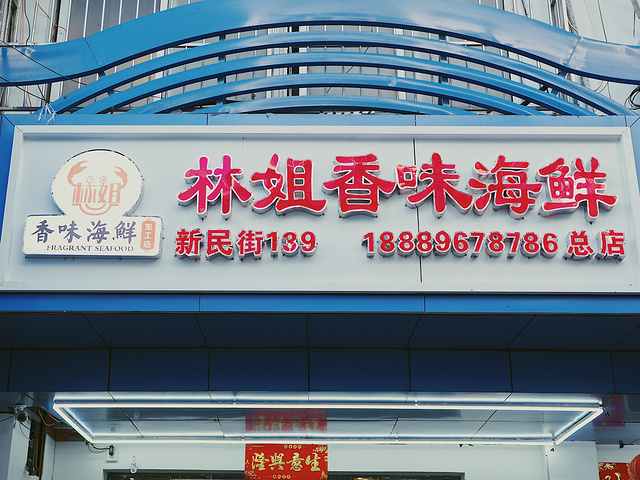 林姐香味海鲜
新民街139 18889678786 总店
林姐
香味海鲜 加工店
FRAGRANT SEAFOOD
生意興隆